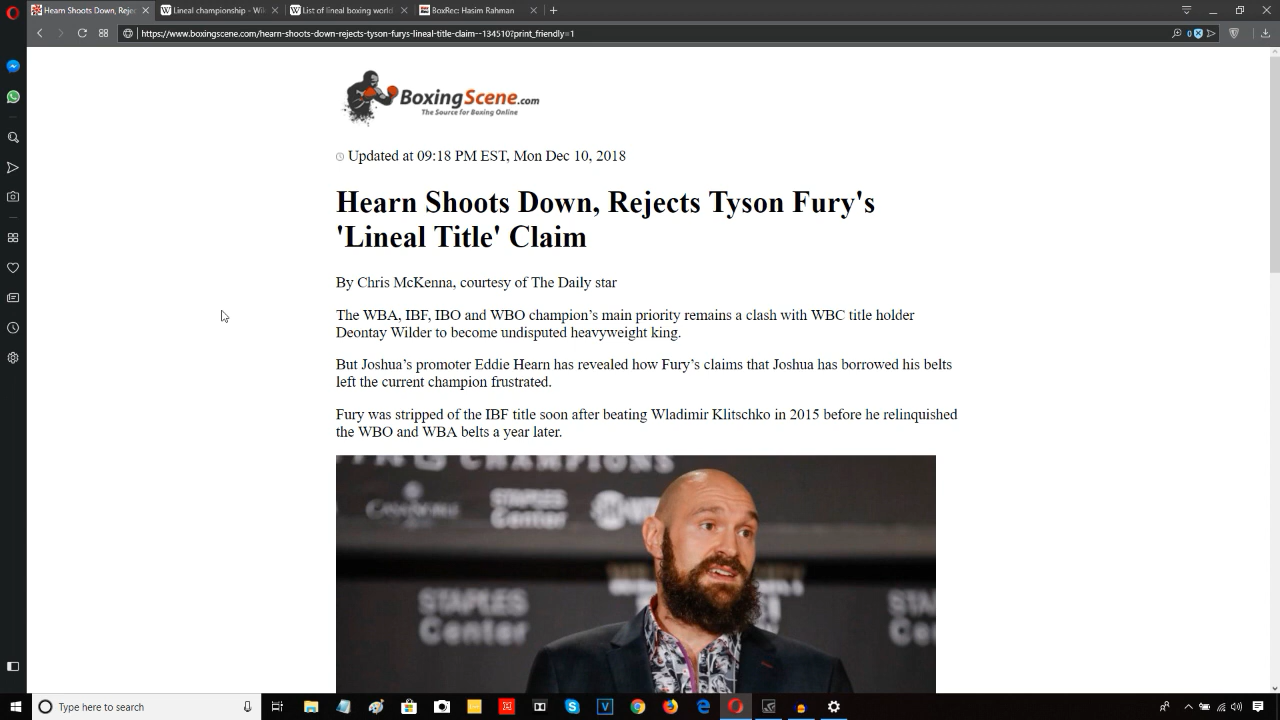 Hearn Shoots Down, Rejec
Lineal championship - Wi
List of lineal boxing world
BoxRec: Hasim Rahman
https://www.boxingscene.com/hearn-shoots-down-rejects-tyson-furys-lineal-title-claim--134510?print_friendly=1
0
BoxingScene.com
The Source for Boxing Online
Updated at 09:18 PM EST, Mon Dec 10, 2018
Hearn Shoots Down, Rejects Tyson Fury's
'Lineal Title' Claim
By Chris McKenna, courtesy of The Daily star
The WBA, IBF, IBO and WBO champion’s main priority remains a clash with WBC title holder
Deontay Wilder to become undisputed heavyweight king.
But Joshua’s promoter Eddie Hearn has revealed how Fury’s claims that Joshua has borrowed his belts
left the current champion frustrated.
Fury was stripped of the IBF title soon after beating Wladimir Klitschko in 2015 before he relinquished
the WBO and WBA belts a year later.
CHAMPIONS
STAPLES
Center
STAPLES
Center
STA
Cen
Type here to search